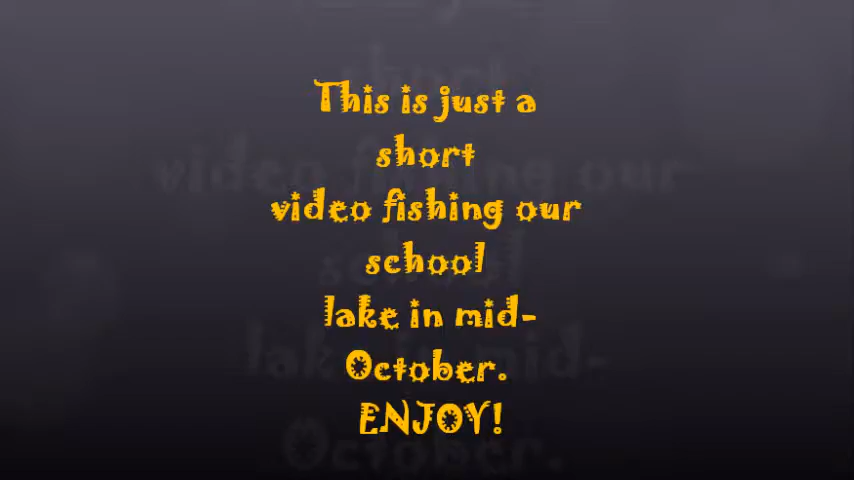 This is just a
short
video fishing our
school
lake in mid-
October.
ENJOY!